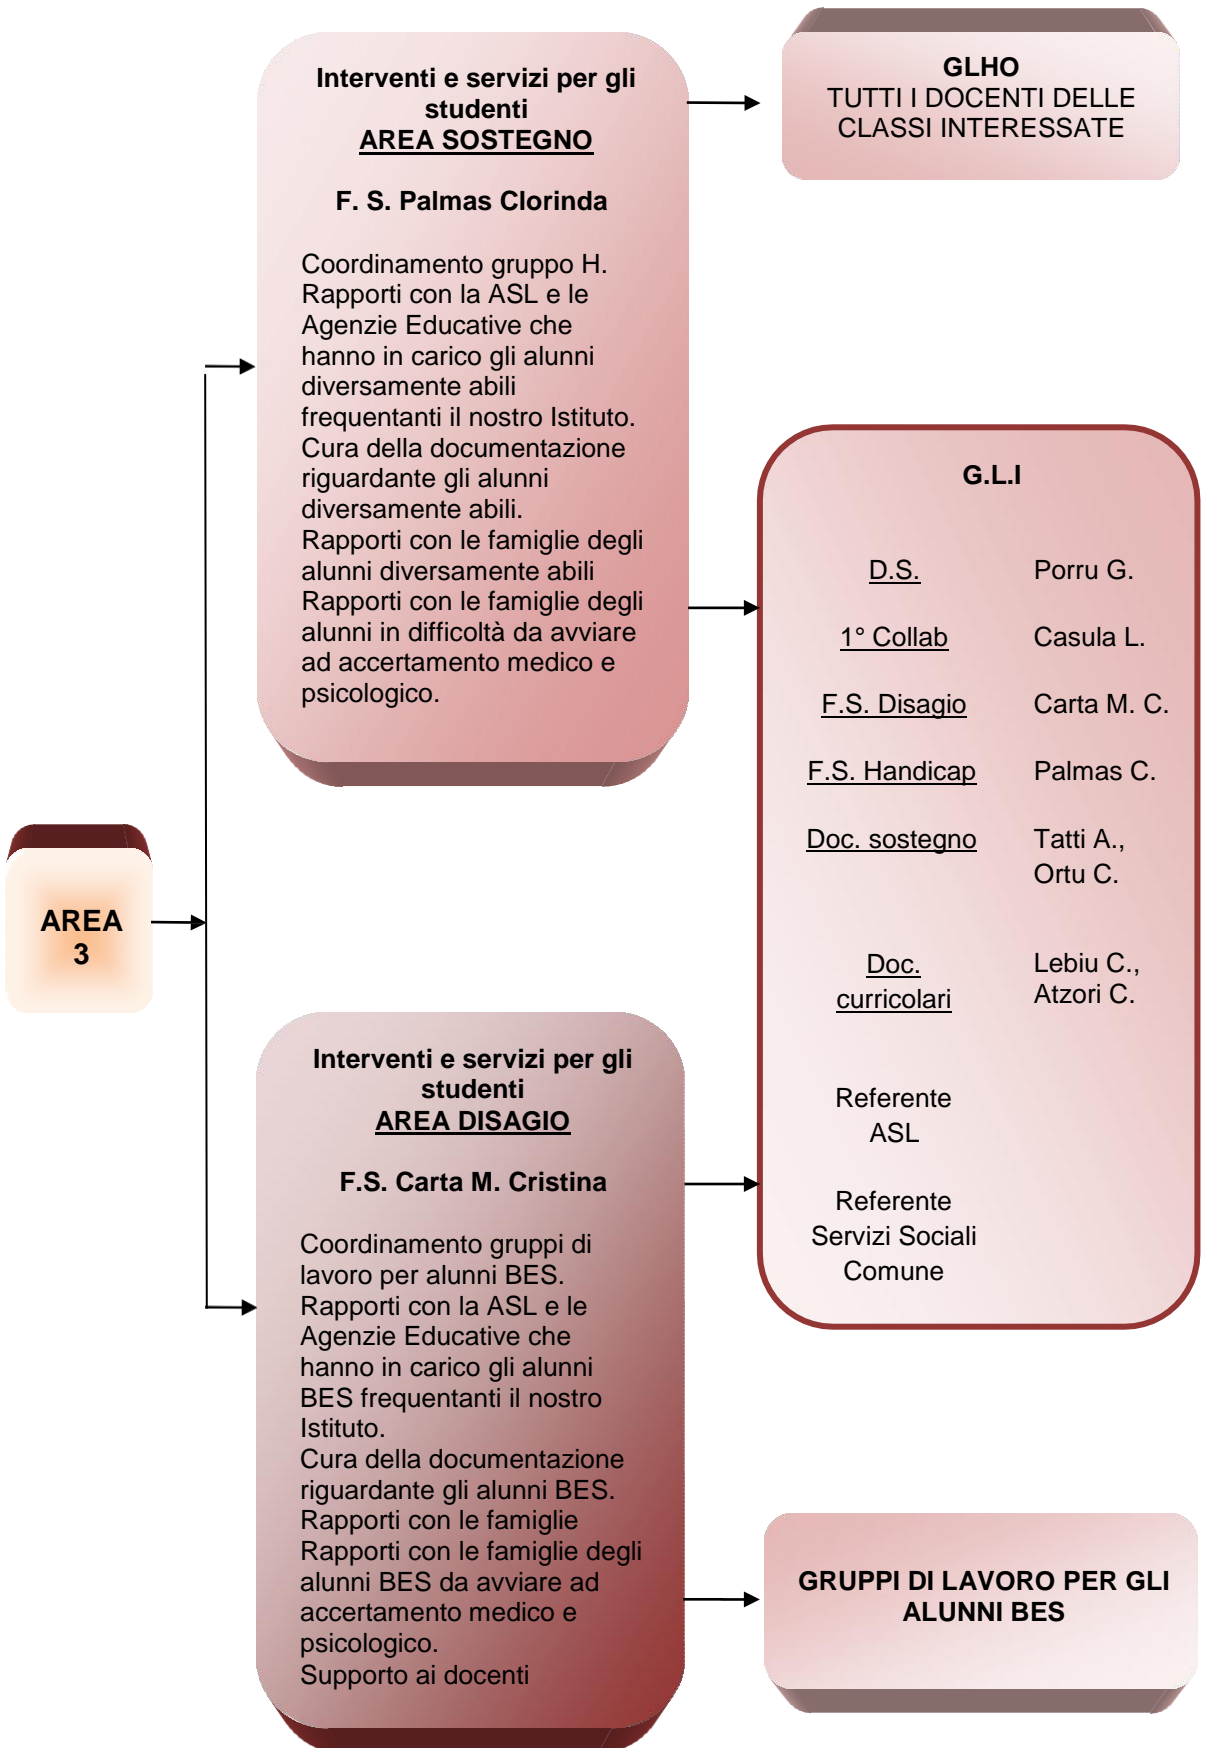 AREA
3
Interventi e servizi per gli
studenti
AREA SOSTEGNO
F. S. Palmas Clorinda
Coordinamento gruppo H.
Rapporti con la ASL e le
Agenzie Educative che
hanno in carico gli alunni
diversamente abili
frequentanti il nostro Istituto.
Cura della documentazione
riguardante gli alunni
diversamente abili.
Rapporti con le famiglie degli
alunni diversamente abili
Rapporti con le famiglie degli
alunni in difficoltà da avviare
ad accertamento medico e
psicologico.
Interventi e servizi per gli
studenti
AREA DISAGIO
F.S. Carta M. Cristina
Coordinamento gruppi di
lavoro per alunni BES.
Rapporti con la ASL e le
Agenzie Educative che
hanno in carico gli alunni
BES frequentanti il nostro
Istituto.
Cura della documentazione
riguardante gli alunni BES.
Rapporti con le famiglie
Rapporti con le famiglie degli
alunni BES da avviare ad
accertamento medico e
psicologico.
Supporto ai docenti
GLHO
TUTTI I DOCENTI DELLE
CLASSI INTERESSATE
G.L.I
D.S. Porru G.
1° Collab Casula L.
F.S. Disagio Carta M. C.
F.S. Handicap Palmas C.
Doc. sostegno Tatti A.,
Ortu C.
Doc. Lebiu C.,
curricolari Atzori C.
Referente
ASL
Referente
Servizi Sociali
Comune
GRUPPI DI LAVORO PER GLI
ALUNNI BES